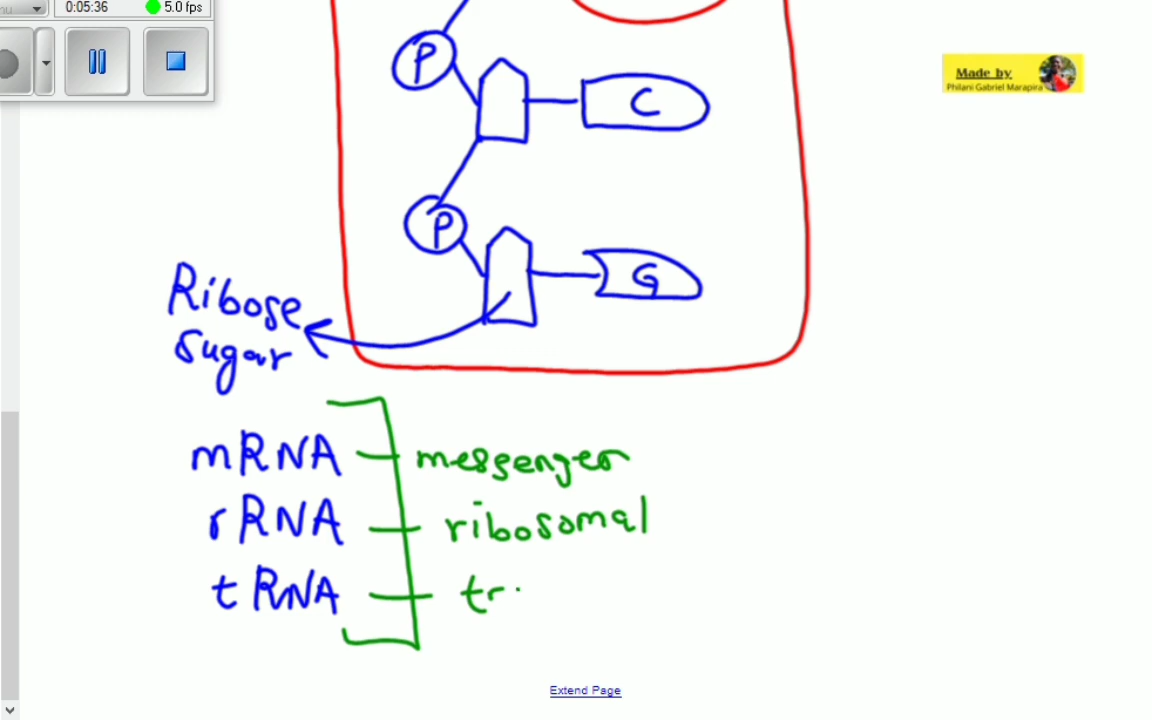 0:05:36 5.0 fps
P
C
Made by
Philani Gabriel Marapira
P
G
Ribose
sugar
mRNA - messenger
rRNA - ribosomal
tRNA - tr
Extend Page